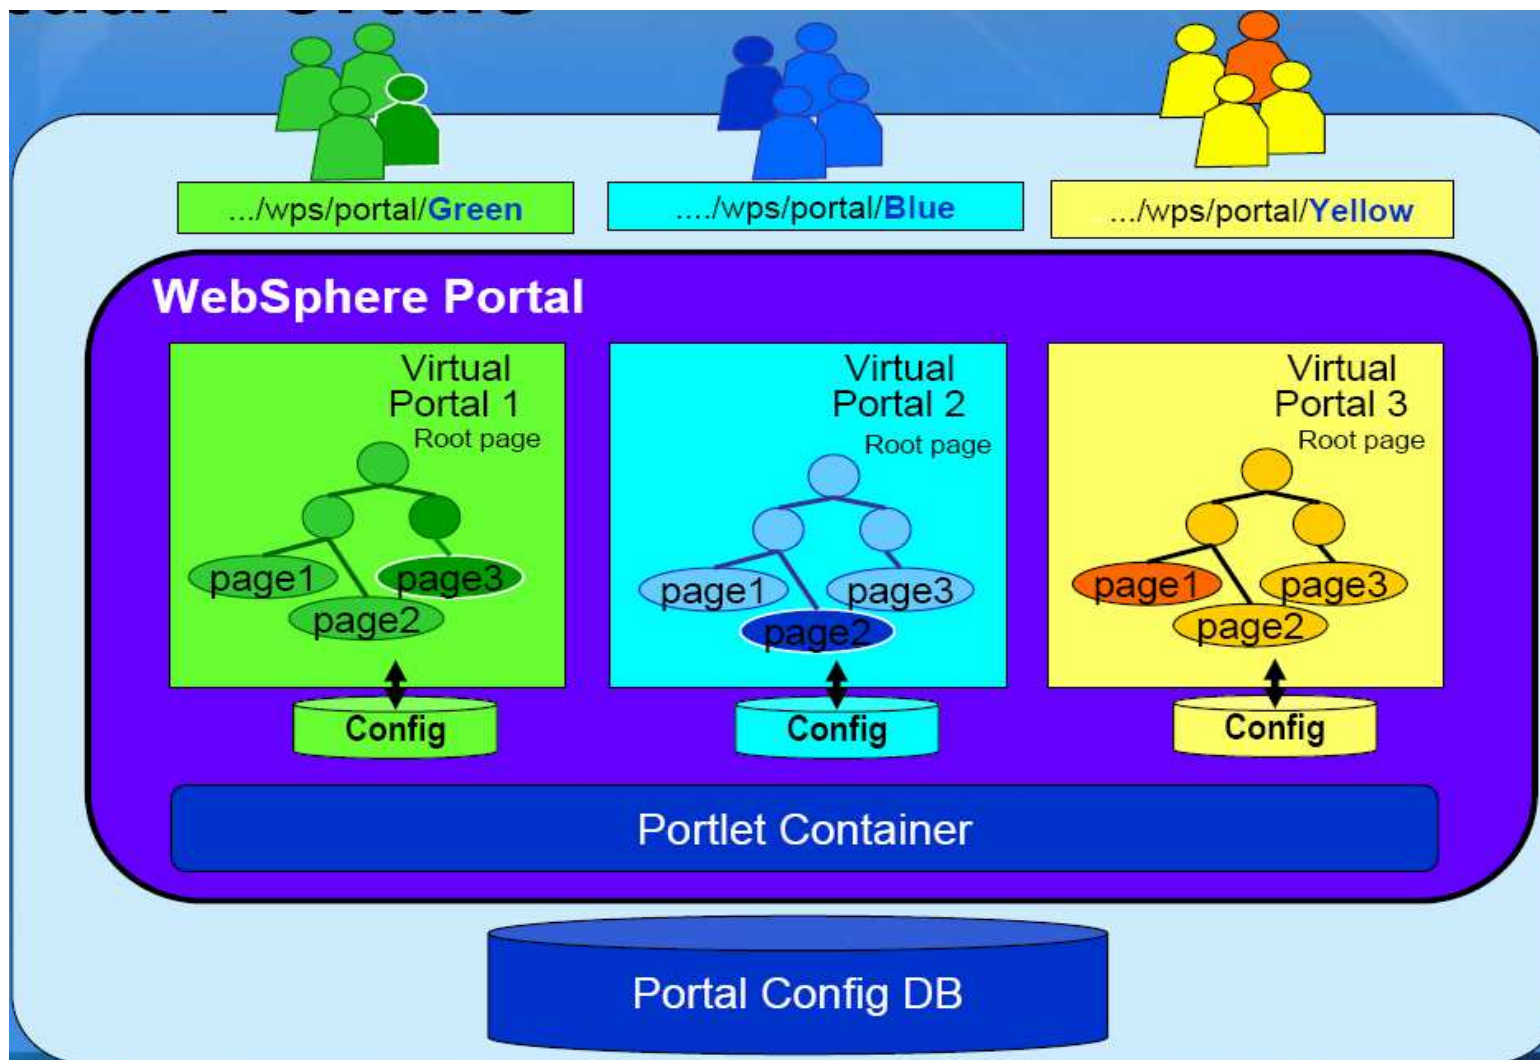 .../wps/portal/Green
..../wps/portal/Blue
.../wps/portal/Yellow
WebSphere Portal
Virtual
Portal 1
Root page
page1
page3
page2
Config
Virtual
Portal 2
Root page
page1
page3
page2
Config
Virtual
Portal 3
Root page
page1
page3
page2
Config
Portlet Container
Portal Config DB